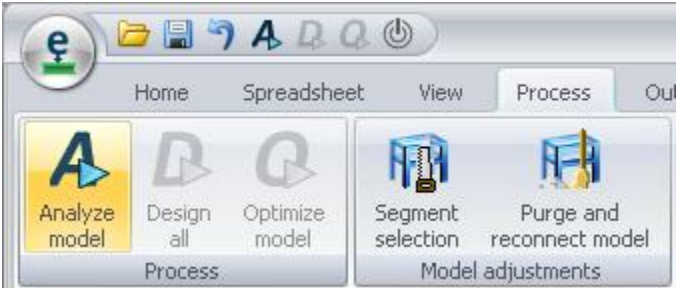 e
A D O
Home Spreadsheet View Process Out
A D O
Analyze Design Optimize Segment Purge and
model all model selection reconnect model
Process Model adjustments